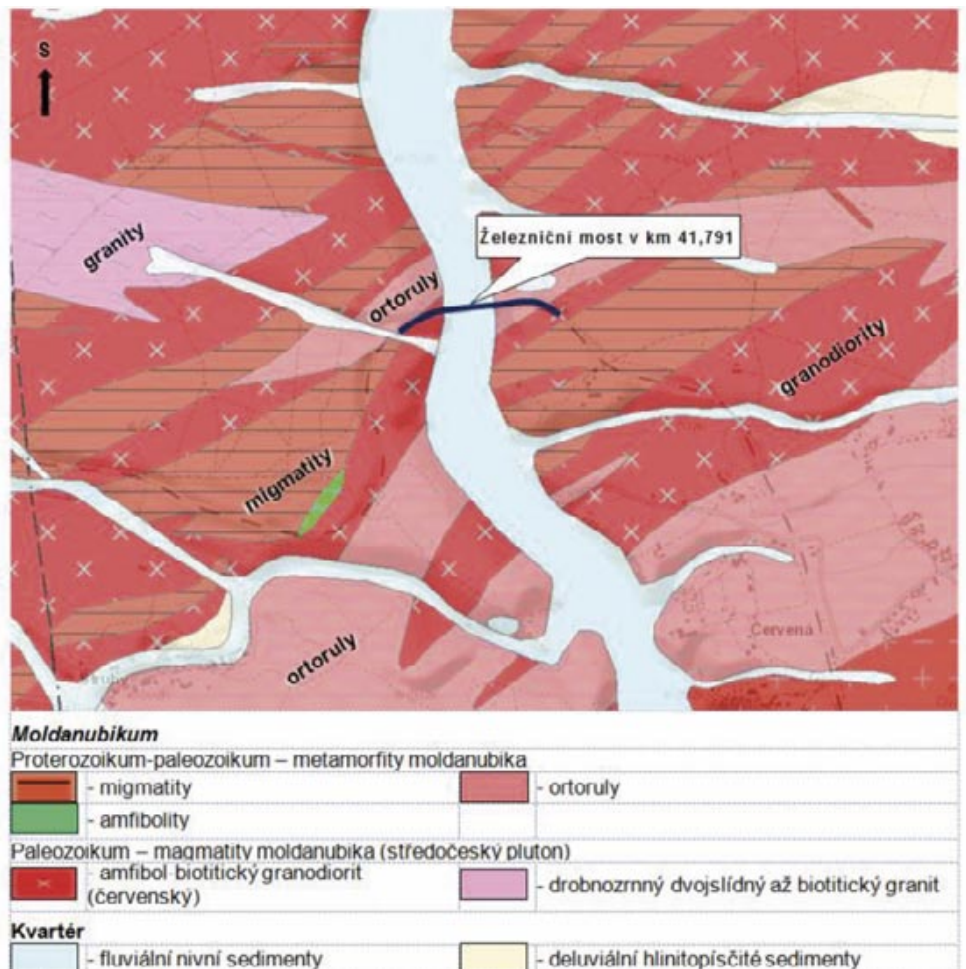 S
Železniční most v km 41,791
granity
ortoruly
granodiority
migmatity
ortoruly
Červená
Moldanubikum
Proterozoikum-paleozoikum – metamorfity moldanubika
- migmatity
- ortoruly
- amfibolity
Paleozoikum – magmatity moldanubika (středočeský pluton)
- amfibol-biotitický granodiorit
(červenský)
- drobnozrnný dvojslídný až biotitický granit
Kvartér
- fluviální nivní sedimenty
- deluviální hlinitopísčité sedimenty